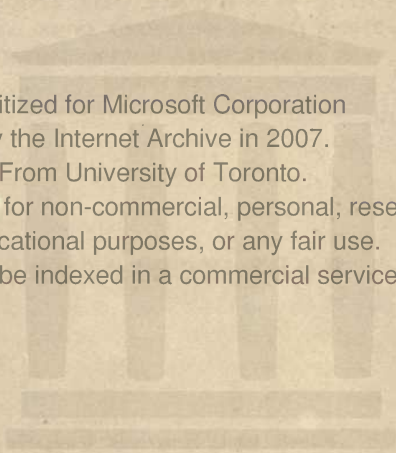 itized for Microsoft Corporation
the Internet Archive in 2007.
From University of Toronto.
for non-commercial, personal, rese
cational purposes, or any fair use.
be indexed in a commercial service